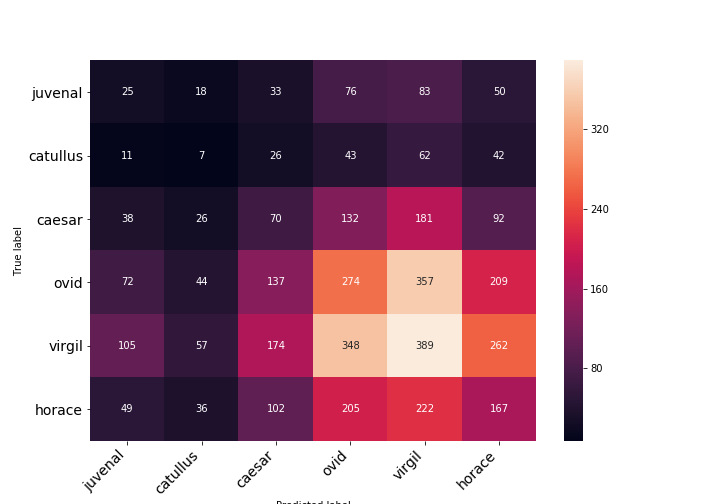 juvenal 25 18 33 76 83 50
catullus 11 7 26 43 62 42
caesar 38 26 70 132 181 92
ovid 72 44 137 274 357 209
virgil 105 57 174 348 389 262
horace 49 36 102 205 222 167
True label
juvenal catullus caesar ovid virgil horace
Predicted label
320
240
160
80